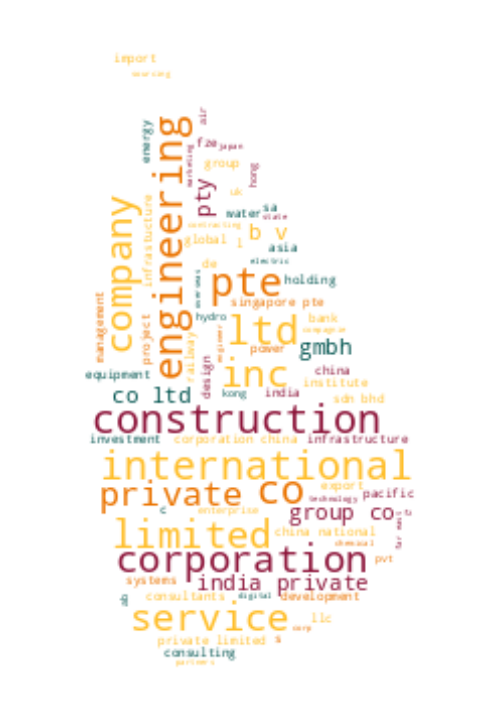 import
sourcing
air
energy
engineering
fze japan
marketing
group
hong
pty
uk
company
infrastucture
water sa
state
contracting
b v
global l
asia
electric
de
overseas
pte holding
management
singapore pte
project
hydro
ltd bank
engineer
compagnie
railway
power gmbh
design
equipment
inc china
institute
co ltd kong india sdn bhd
construction
investment corporation china infrastructure
international
export
private co technology pacific
c enterprise group co
far east
limited china national
chemical
corporation pvt
systems india private
ab consultants digital development
service llc
corp
private limited s
consulting
partners